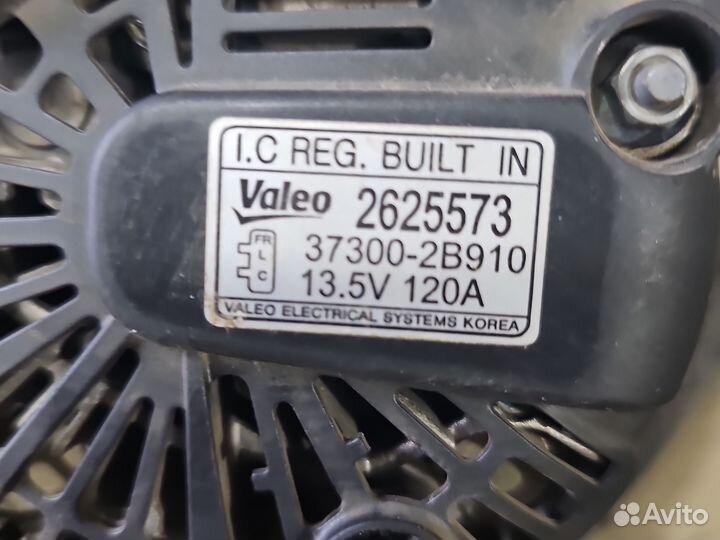 I.C REG. BUILT IN
Valeo 2625573
FR
L
C
37300-2B910
13.5V 120A
VALEO ELECTRICAL SYSTEMS KOREA
Avito